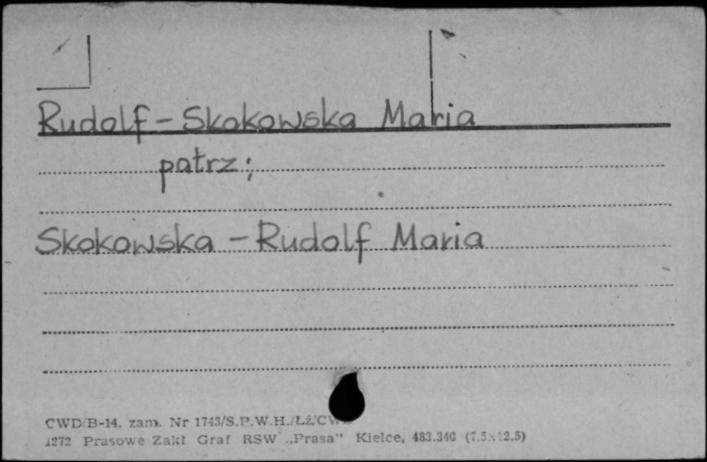 Rudolf-Skokowska Maria
patrz;
Skokowska-Rudolf Maria
CWD/B-14. zam. Nr 1743/S.P.W.H./Łż/CW
1272 Prasowe Zakł Graf RSW „Prasa" Kielce, 483.340 (7.5x12.5)